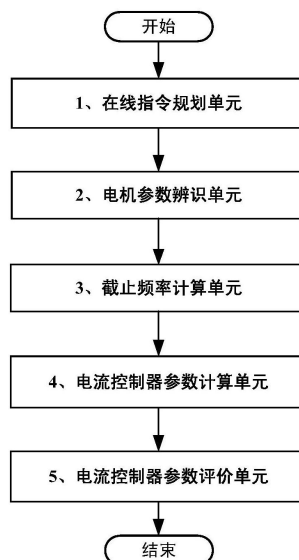 开始
1、在线指令规划单元
2、电机参数辨识单元
3、截止频率计算单元
4、电流控制器参数计算单元
5、电流控制器参数评价单元
结束